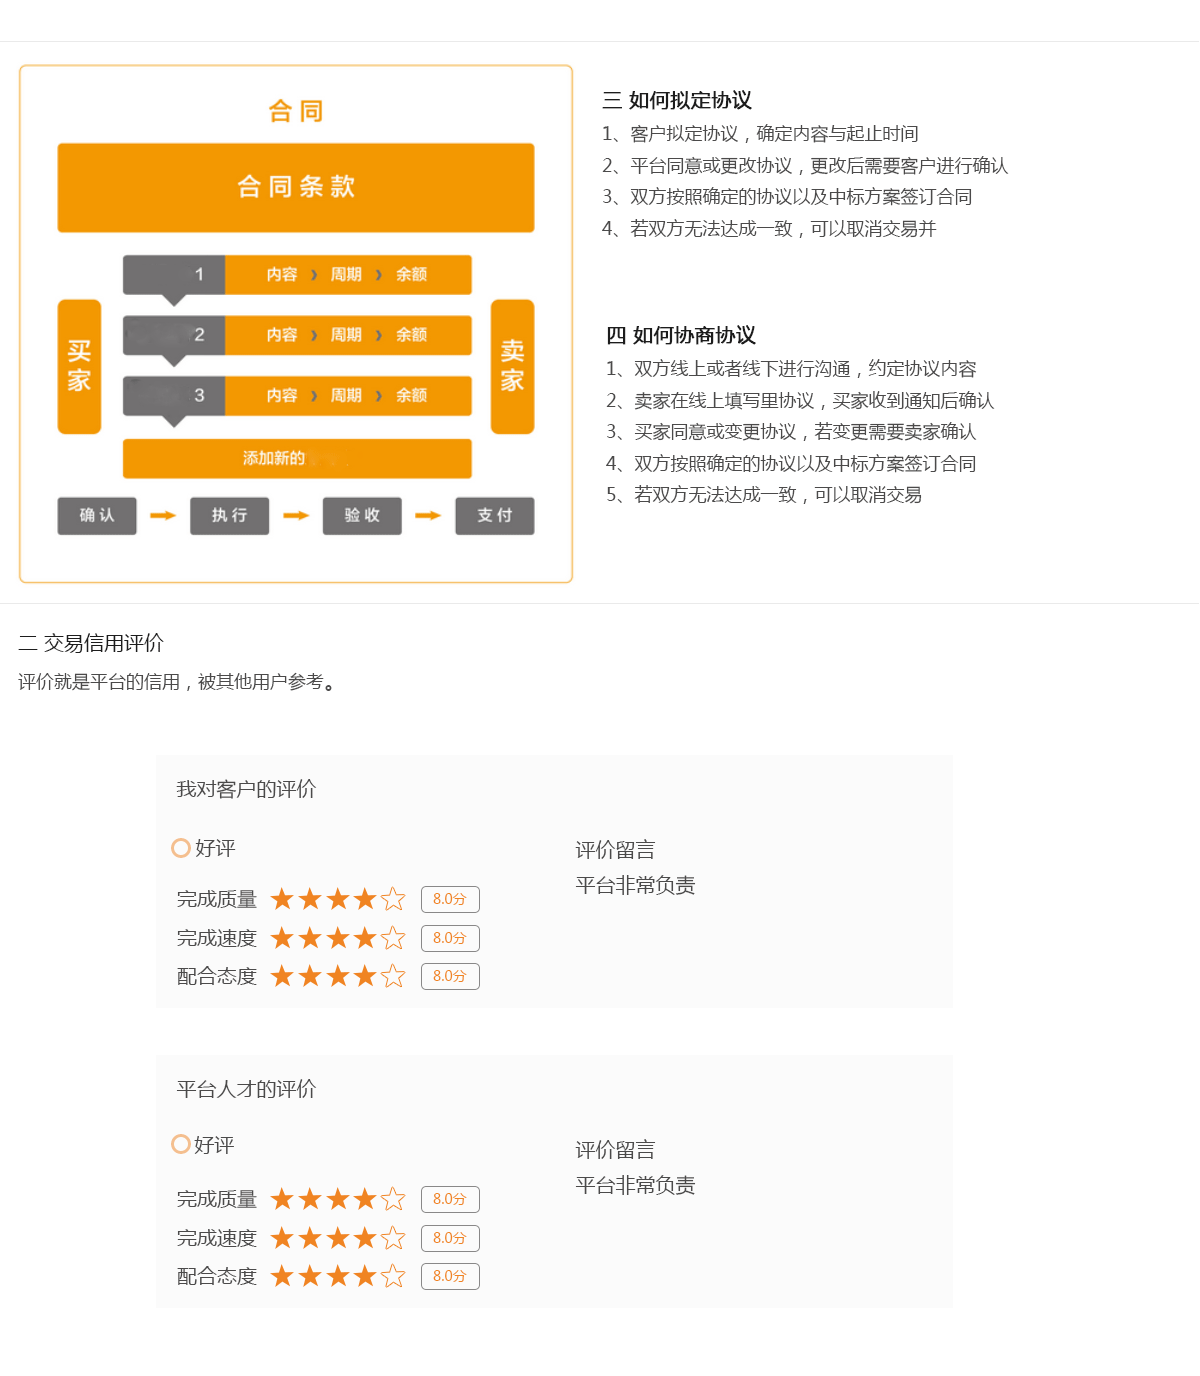 合同
合同条款
1 内容 › 周期 › 余额
2 内容 › 周期 › 余额
3 内容 › 周期 › 余额
买家
卖家
添加新的
确认 执行 验收 支付
三 如何拟定协议
1、客户拟定协议，确定内容与起止时间
2、平台同意或更改协议，更改后需要客户进行确认
3、双方按照确定的协议以及中标方案签订合同
4、若双方无法达成一致，可以取消交易并
四 如何协商协议
1、双方线上或者线下进行沟通，约定协议内容
2、卖家在线上填写里协议，买家收到通知后确认
3、买家同意或变更协议，若变更需要卖家确认
4、双方按照确定的协议以及中标方案签订合同
5、若双方无法达成一致，可以取消交易
二 交易信用评价
评价就是平台的信用，被其他用户参考。
我对客户的评价
好评
完成质量 8.0分
完成速度 8.0分
配合态度 8.0分
评价留言
平台非常负责
平台人才的评价
好评
完成质量 8.0分
完成速度 8.0分
配合态度 8.0分
评价留言
平台非常负责